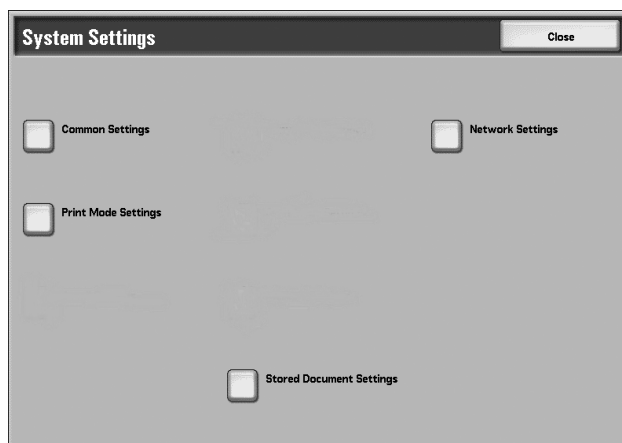 System Settings
Close
Common Settings
Network Settings
Print Mode Settings
Stored Document Settings